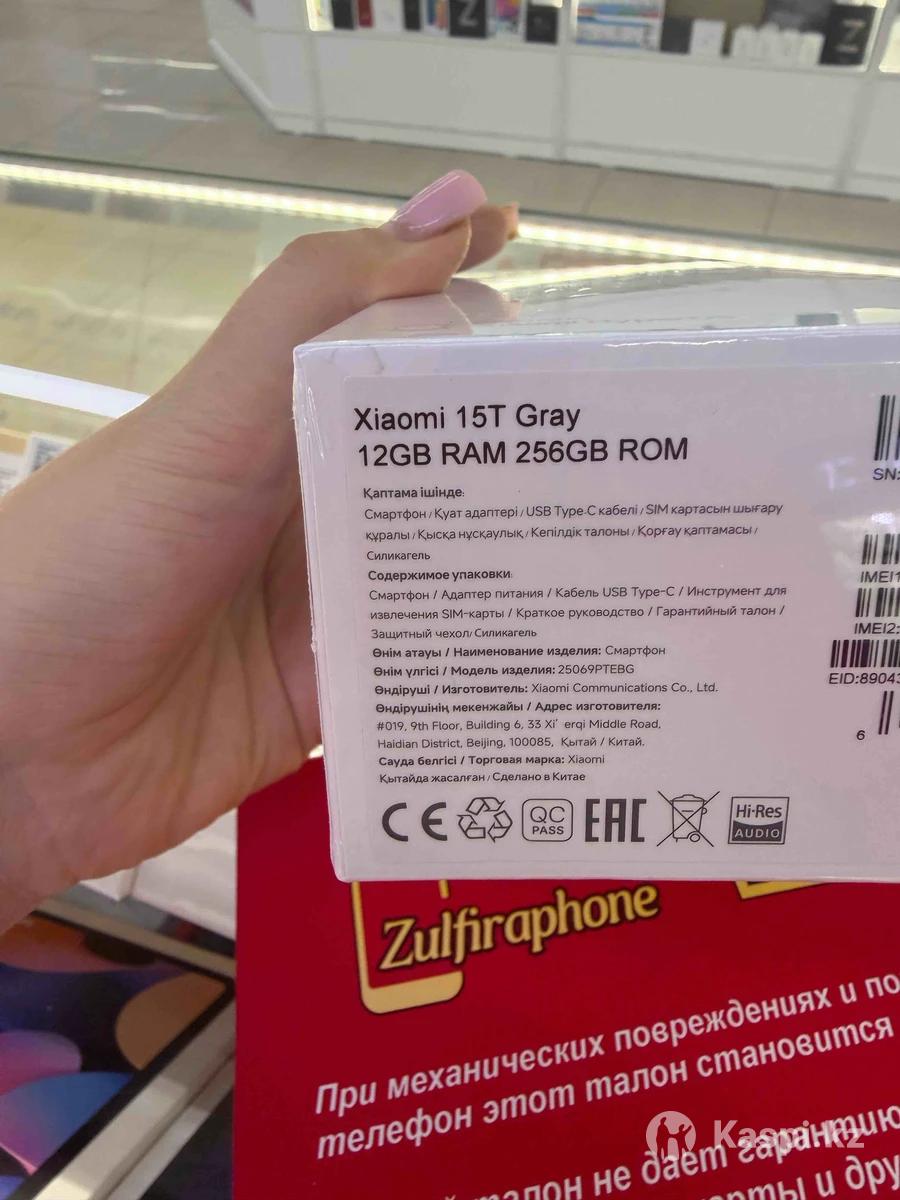 Xiaomi 15T Gray
12GB RAM 256GB ROM
SN:
Қаптама ішінде:
Смартфон / Қуат адаптері / USB Type-C кабелі / SIM картасын шығару
құралы / Қысқа нұсқаулық / Кепілдік талоны / Қорғау қаптамасы /
Силикагель
Содержимое упаковки:
Смартфон / Адаптер питания / Кабель USB Type-C / Инструмент для
извлечения SIM-карты / Краткое руководство / Гарантийный талон /
Защитный чехол/ Силикагель
IMEI1
IMEI2:
EID:89043
6
Өнім атауы / Наименование изделия: Смартфон
Өнім үлгісі / Модель изделия: 25069PTEBG
Өндіруші / Изготовитель: Xiaomi Communications Co., Ltd.
Өндірушінің мекенжайы / Адрес изготовителя:
#019, 9th Floor, Building 6, 33 Xi' erqi Middle Road,
Haidian District, Beijing, 100085, Қытай / Китай.
Сауда белгісі / Торговая марка: Xiaomi
Қытайда жасалған / Сделано в Китае
CE QC PASS EAC Hi-Res AUDIO
Zulfiraphone
При механических повреждениях и по
телефон этот талон становится
талон не дает гарантию
Kaspi.kz
и дру